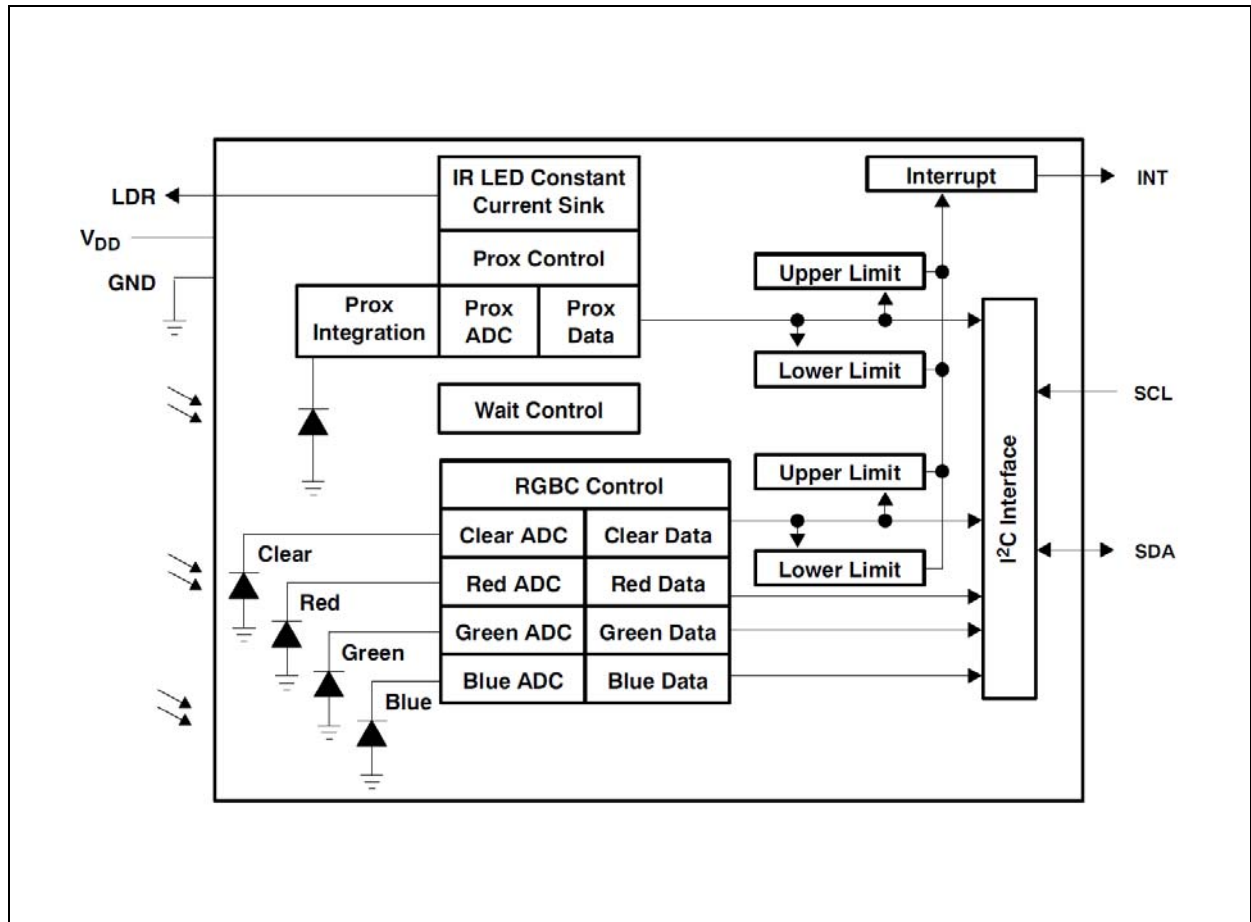 IR LED Constant
Current Sink
Interrupt
INT
LDR
VDD
Prox Control
GND
Upper Limit
Prox
Integration
Prox
ADC
Prox
Data
Lower Limit
SCL
Wait Control
Upper Limit
RGBC Control
I²C Interface
Clear
Clear ADC
Clear Data
SDA
Lower Limit
Red
Red ADC
Red Data
Green
Green ADC
Green Data
Blue
Blue ADC
Blue Data